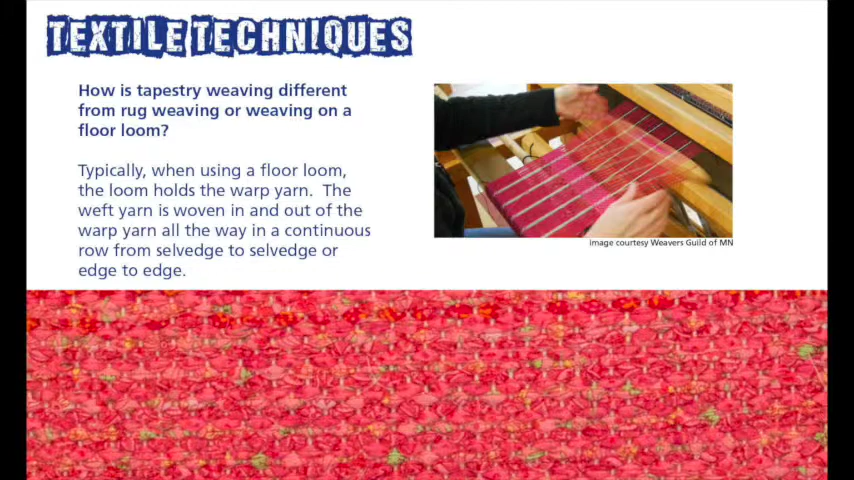 TEXTILE TECHNIQUES
How is tapestry weaving different
from rug weaving or weaving on a
floor loom?
Typically, when using a floor loom,
the loom holds the warp yarn.  The
weft yarn is woven in and out of the
warp yarn all the way in a continuous
row from selvedge to selvedge or
edge to edge.
image courtesy Weavers Guild of MN